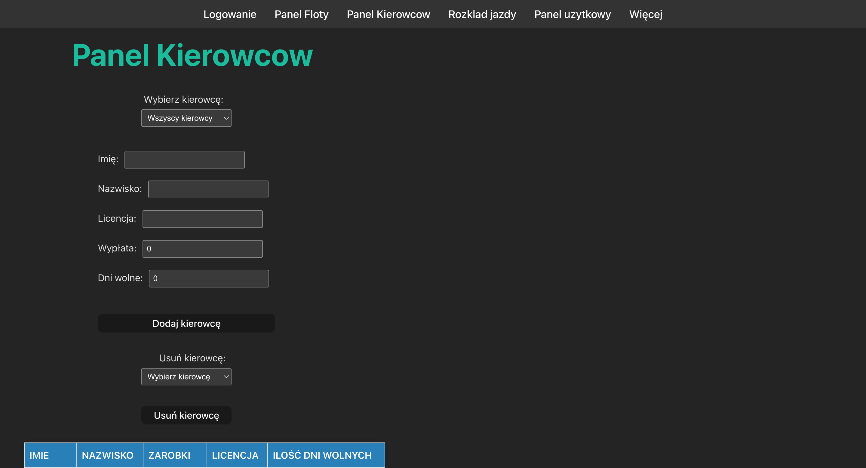 Logowanie Panel Floty Panel Kierowcow Rozklad jazdy Panel uzytkowy Więcej
Panel Kierowcow
Wybierz kierowcę:
Wszyscy kierowcy
Imię:
Nazwisko:
Licencja:
Wypłata: 0
Dni wolne: 0
Dodaj kierowcę
Usuń kierowcę:
Wybierz kierowcę
Usuń kierowcę
IMIE NAZWISKO ZAROBKI LICENCJA ILOŚĆ DNI WOLNYCH